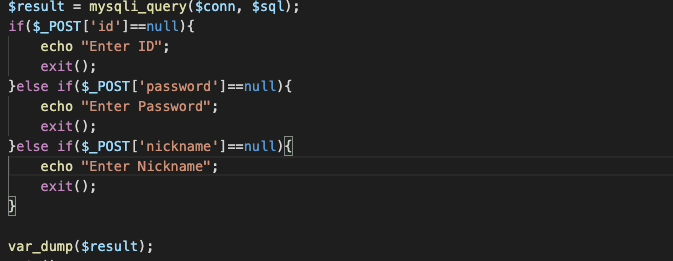 $result = mysqli_query($conn, $sql);
if($_POST['id']==null){
    echo "Enter ID";
    exit();
}else if($_POST['password']==null){
    echo "Enter Password";
    exit();
}else if($_POST['nickname']==null){
    echo "Enter Nickname";
    exit();
}

var_dump($result);